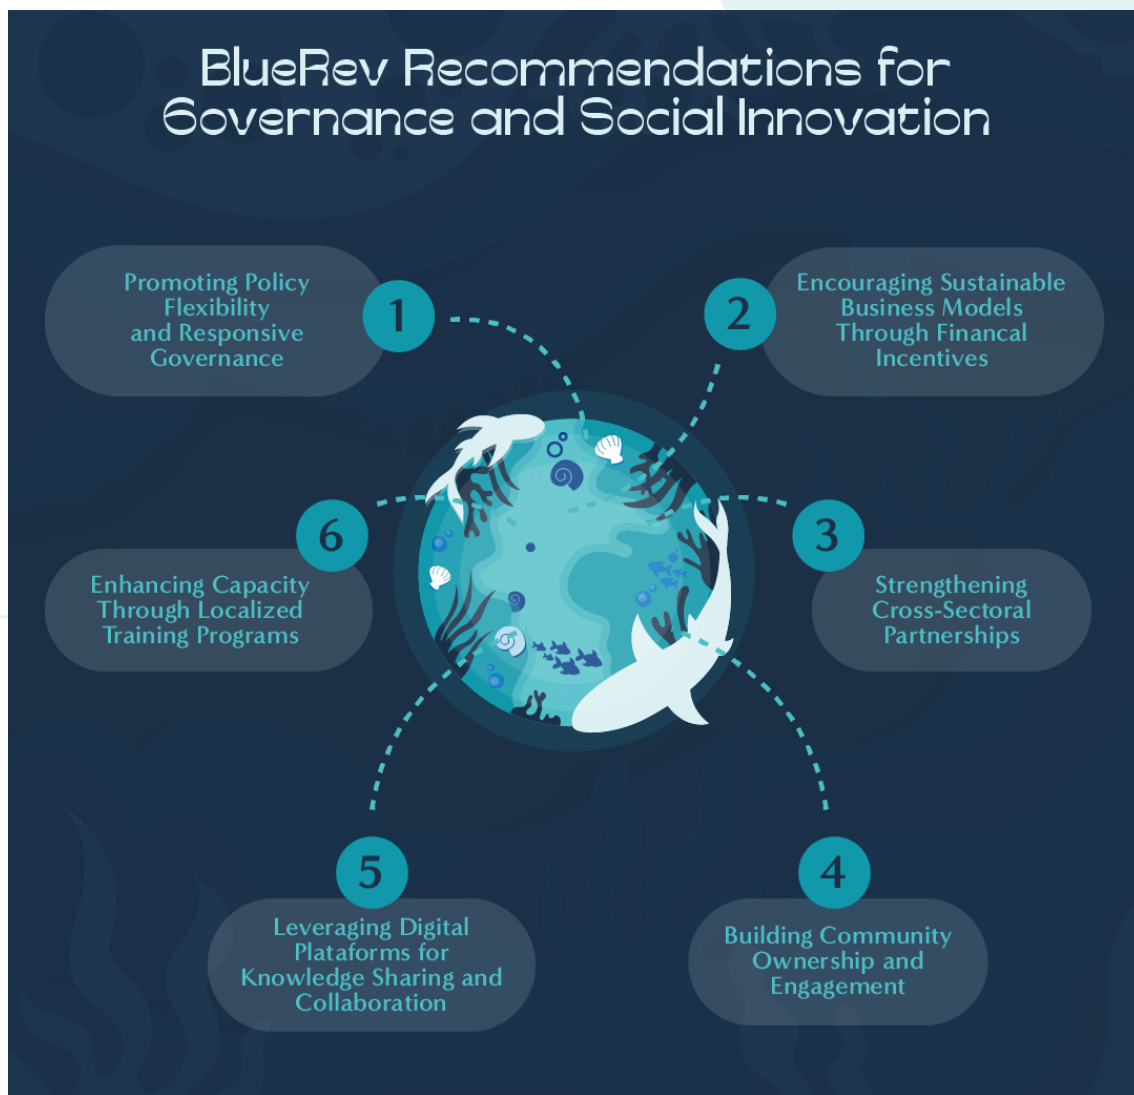 BlueRev Recommendations for
Governance and Social Innovation
1
Promoting Policy
Flexibility
and Responsive
Governance
2
Encouraging Sustainable
Business Models
Through Financal
Incentives
3
Strengthening
Cross-Sectoral
Partnerships
4
Building Community
Ownership and
Engagement
5
Leveraging Digital
Plataforms for
Knowledge Sharing and
Collaboration
6
Enhancing Capacity
Through Localized
Training Programs